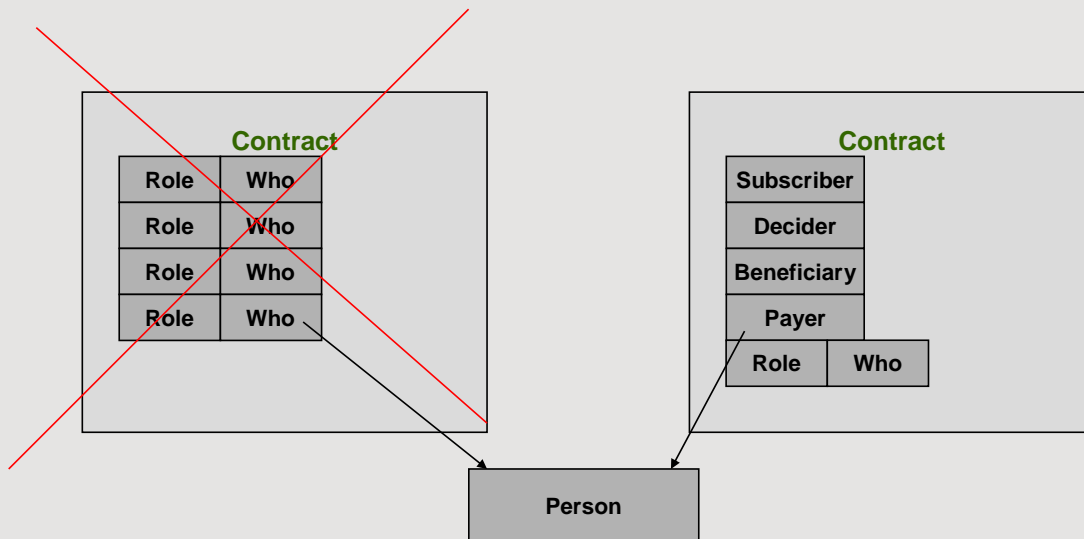 Contract
Role Who
Role Who
Role Who
Role Who
Contract
Subscriber
Decider
Beneficiary
Payer
Role Who
Person